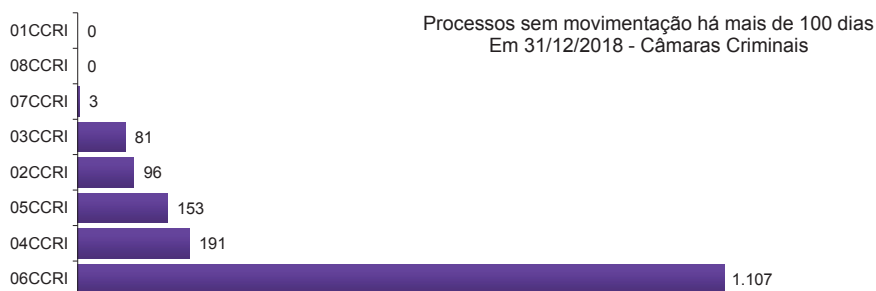 Processos sem movimentação há mais de 100 dias
Em 31/12/2018 - Câmaras Criminais
01CCRI 0
08CCRI 0
07CCRI 3
03CCRI 81
02CCRI 96
05CCRI 153
04CCRI 191
06CCRI 1.107